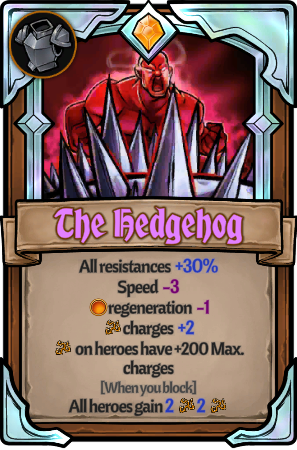 The Hedgehog
All resistances +30%
Speed -3
regeneration -1
charges +2
on heroes have +200 Max.
charges
[When you block]
All heroes gain 2 2